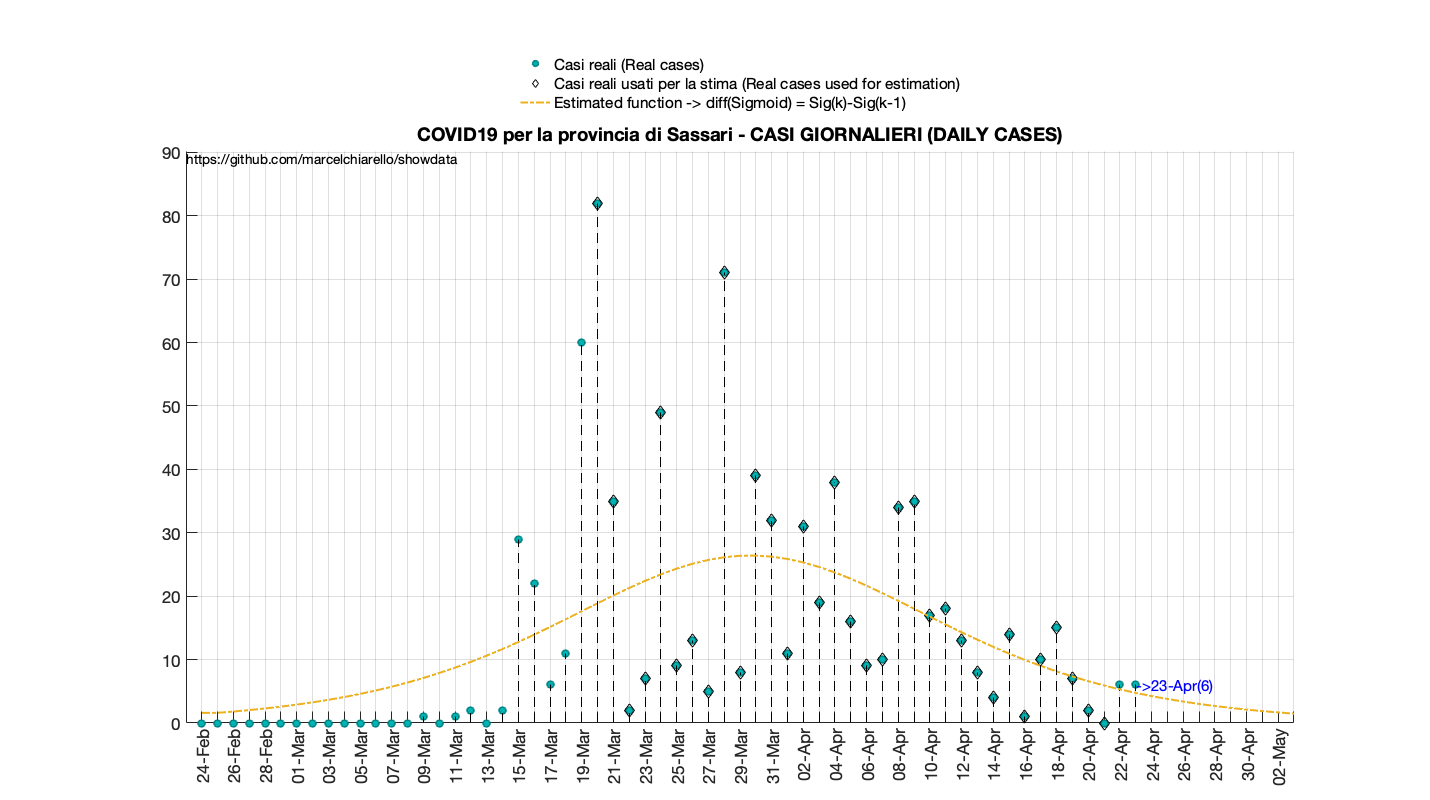 Casi reali (Real cases)
Casi reali usati per la stima (Real cases used for estimation)
Estimated function -> diff(Sigmoid) = Sig(k)-Sig(k-1)
COVID19 per la provincia di Sassari - CASI GIORNALIERI (DAILY CASES)
https://github.com/marcelchiarello/showdata
90
80
70
60
50
40
30
20
10
0
->23-Apr(6)
24-Feb
26-Feb
28-Feb
01-Mar
03-Mar
05-Mar
07-Mar
09-Mar
11-Mar
13-Mar
15-Mar
17-Mar
19-Mar
21-Mar
23-Mar
25-Mar
27-Mar
29-Mar
31-Mar
02-Apr
04-Apr
06-Apr
08-Apr
10-Apr
12-Apr
14-Apr
16-Apr
18-Apr
20-Apr
22-Apr
24-Apr
26-Apr
28-Apr
30-Apr
02-May